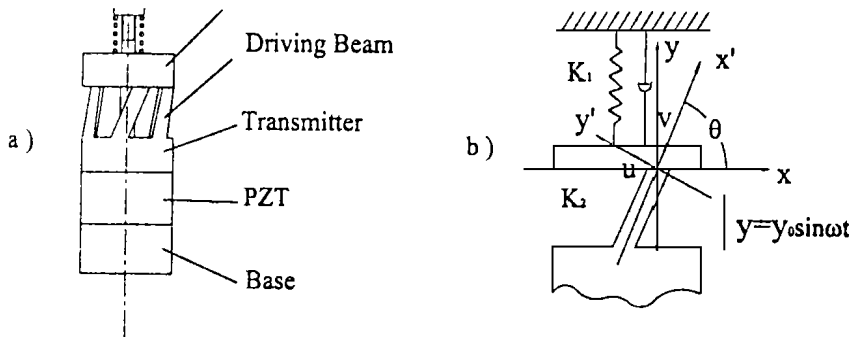 a )
Driving Beam
Transmitter
PZT
Base
b )
K₁
y
x'
y'
v
θ
u
x
K₂
y=y₀sinωt